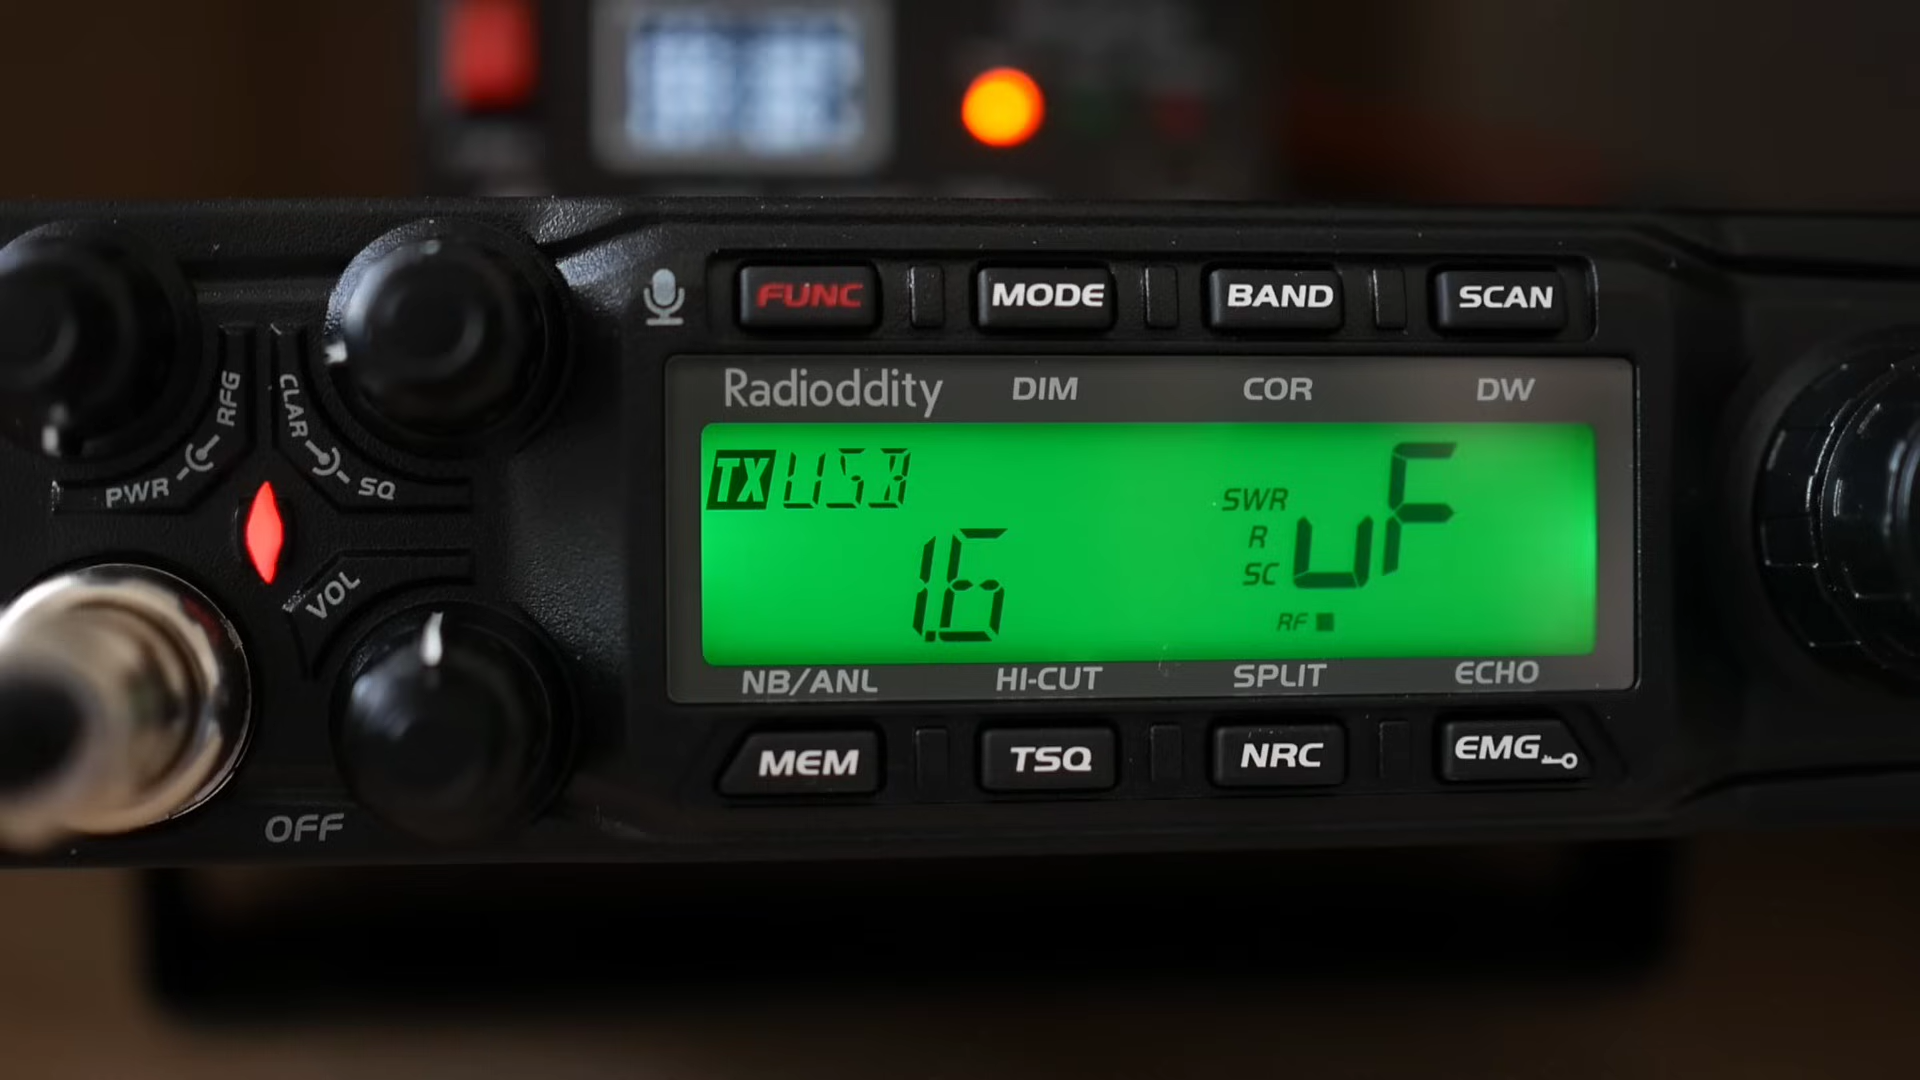 FUNC MODE BAND SCAN
Radioddity DIM COR DW
RFG CLAR
PWR SQ
TX USB
SWR
R
SC
uF
1.6
RF
VOL
NB/ANL HI-CUT SPLIT ECHO
MEM TSQ NRC EMG
OFF